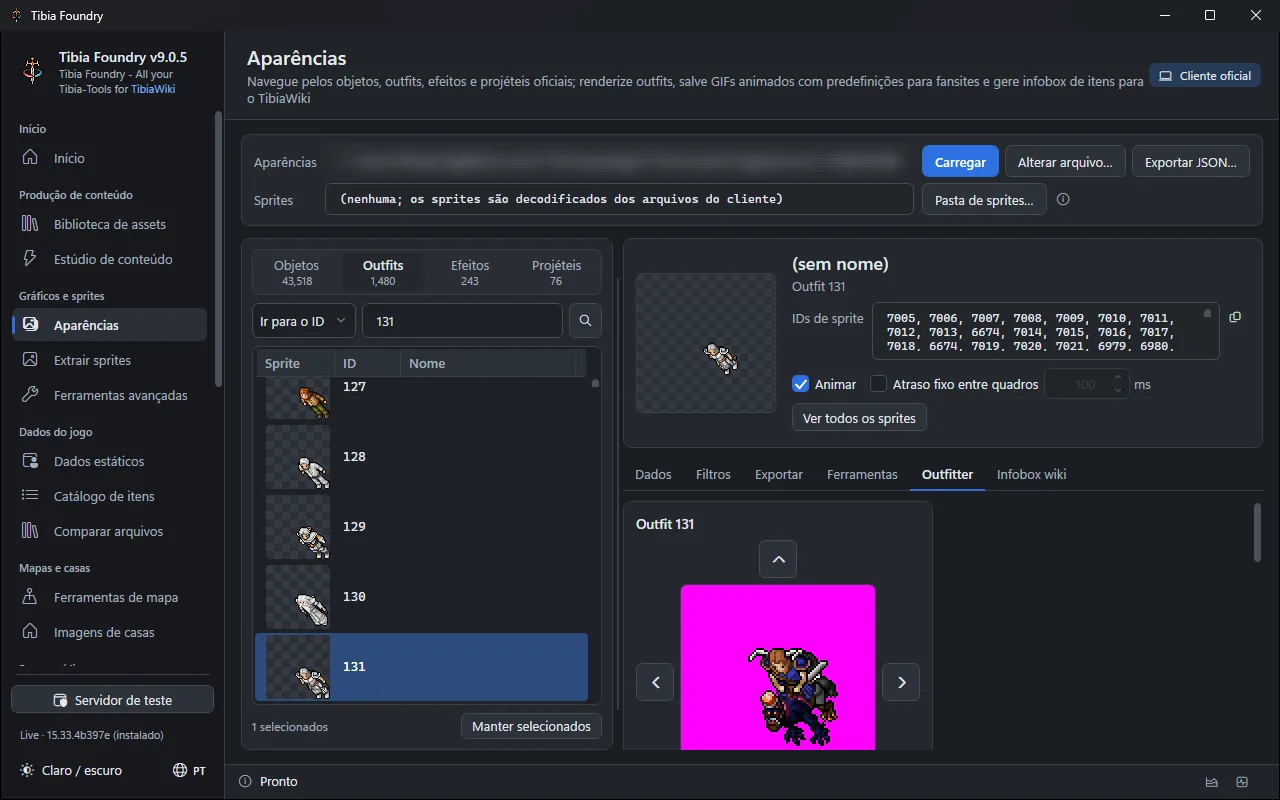 Tibia Foundry
Tibia Foundry v9.0.5
Tibia Foundry - All your
Tibia-Tools for TibiaWiki
Início
Início
Produção de conteúdo
Biblioteca de assets
Estúdio de conteúdo
Gráficos e sprites
Aparências
Extrair sprites
Ferramentas avançadas
Dados do jogo
Dados estáticos
Catálogo de itens
Comparar arquivos
Mapas e casas
Ferramentas de mapa
Imagens de casas
Servidor de teste
Live · 15.33.4b397e (instalado)
Claro / escuro
PT
Aparências
Navegue pelos objetos, outfits, efeitos e projéteis oficiais; renderize outfits, salve GIFs animados com predefinições para fansites e gere infobox de itens para
o TibiaWiki
Cliente oficial
Aparências
Carregar
Alterar arquivo...
Exportar JSON...
Sprites
(nenhuma; os sprites são decodificados dos arquivos do cliente)
Pasta de sprites...
Objetos
43,518
Outfits
1,480
Efeitos
243
Projéteis
76
Ir para o ID
131
Sprite
ID
Nome
127
128
129
130
131
1 selecionados
Manter selecionados
(sem nome)
Outfit 131
IDs de sprite
7005, 7006, 7007, 7008, 7009, 7010, 7011,
7012, 7013, 6674, 7014, 7015, 7016, 7017,
7018, 6674, 7019, 7020, 7021, 6979, 6980,
Animar
Atraso fixo entre quadros
100
ms
Ver todos os sprites
Dados
Filtros
Exportar
Ferramentas
Outfitter
Infobox wiki
Outfit 131
Pronto